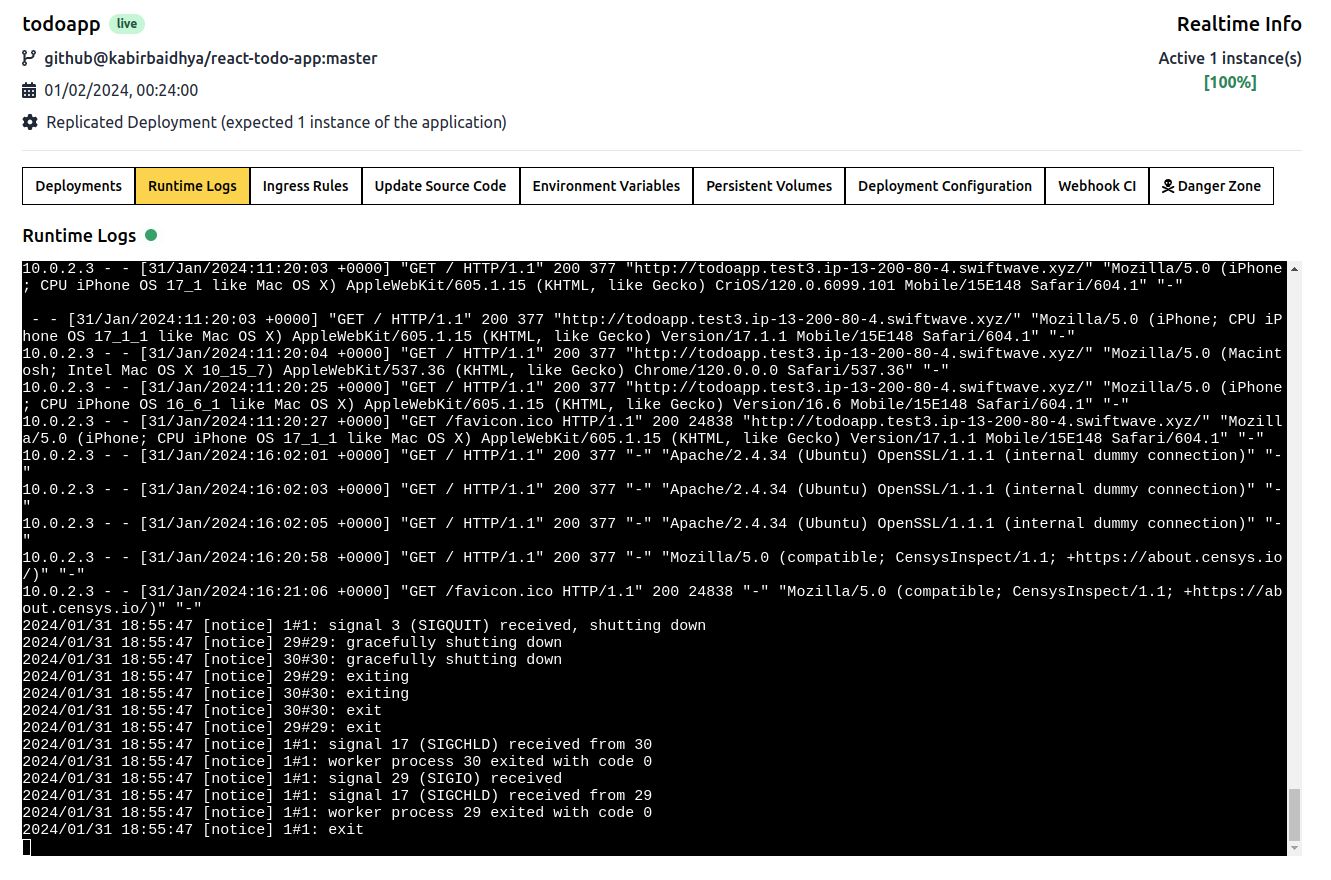 todoapp live
Realtime Info
github@kabirbaidhya/react-todo-app:master
Active 1 instance(s)
[100%]
01/02/2024, 00:24:00
Replicated Deployment (expected 1 instance of the application)
Deployments Runtime Logs Ingress Rules Update Source Code Environment Variables Persistent Volumes Deployment Configuration Webhook CI Danger Zone
Runtime Logs
10.0.2.3 - - [31/Jan/2024:11:20:03 +0000] "GET / HTTP/1.1" 200 377 "http://todoapp.test3.ip-13-200-80-4.swiftwave.xyz/" "Mozilla/5.0 (iPhone
; CPU iPhone OS 17_1 like Mac OS X) AppleWebKit/605.1.15 (KHTML, like Gecko) CriOS/120.0.6099.101 Mobile/15E148 Safari/604.1" "-"
- - [31/Jan/2024:11:20:03 +0000] "GET / HTTP/1.1" 200 377 "http://todoapp.test3.ip-13-200-80-4.swiftwave.xyz/" "Mozilla/5.0 (iPhone; CPU iP
hone OS 17_1_1 like Mac OS X) AppleWebKit/605.1.15 (KHTML, like Gecko) Version/17.1.1 Mobile/15E148 Safari/604.1" "-"
10.0.2.3 - - [31/Jan/2024:11:20:04 +0000] "GET / HTTP/1.1" 200 377 "http://todoapp.test3.ip-13-200-80-4.swiftwave.xyz/" "Mozilla/5.0 (Macint
osh; Intel Mac OS X 10_15_7) AppleWebKit/537.36 (KHTML, like Gecko) Chrome/120.0.0.0 Safari/537.36" "-"
10.0.2.3 - - [31/Jan/2024:11:20:25 +0000] "GET / HTTP/1.1" 200 377 "http://todoapp.test3.ip-13-200-80-4.swiftwave.xyz/" "Mozilla/5.0 (iPhone
; CPU iPhone OS 16_6_1 like Mac OS X) AppleWebKit/605.1.15 (KHTML, like Gecko) Version/16.6 Mobile/15E148 Safari/604.1" "-"
10.0.2.3 - - [31/Jan/2024:11:20:27 +0000] "GET /favicon.ico HTTP/1.1" 200 24838 "http://todoapp.test3.ip-13-200-80-4.swiftwave.xyz/" "Mozill
a/5.0 (iPhone; CPU iPhone OS 17_1_1 like Mac OS X) AppleWebKit/605.1.15 (KHTML, like Gecko) Version/17.1.1 Mobile/15E148 Safari/604.1" "-"
10.0.2.3 - - [31/Jan/2024:16:02:01 +0000] "GET / HTTP/1.1" 200 377 "-" "Apache/2.4.34 (Ubuntu) OpenSSL/1.1.1 (internal dummy connection)" "-
"
10.0.2.3 - - [31/Jan/2024:16:02:03 +0000] "GET / HTTP/1.1" 200 377 "-" "Apache/2.4.34 (Ubuntu) OpenSSL/1.1.1 (internal dummy connection)" "-
"
10.0.2.3 - - [31/Jan/2024:16:02:05 +0000] "GET / HTTP/1.1" 200 377 "-" "Apache/2.4.34 (Ubuntu) OpenSSL/1.1.1 (internal dummy connection)" "-
"
10.0.2.3 - - [31/Jan/2024:16:20:58 +0000] "GET / HTTP/1.1" 200 377 "-" "Mozilla/5.0 (compatible; CensysInspect/1.1; +https://about.censys.io
/)" "-"
10.0.2.3 - - [31/Jan/2024:16:21:06 +0000] "GET /favicon.ico HTTP/1.1" 200 24838 "-" "Mozilla/5.0 (compatible; CensysInspect/1.1; +https://ab
out.censys.io/)" "-"
2024/01/31 18:55:47 [notice] 1#1: signal 3 (SIGQUIT) received, shutting down
2024/01/31 18:55:47 [notice] 29#29: gracefully shutting down
2024/01/31 18:55:47 [notice] 30#30: gracefully shutting down
2024/01/31 18:55:47 [notice] 29#29: exiting
2024/01/31 18:55:47 [notice] 30#30: exiting
2024/01/31 18:55:47 [notice] 30#30: exit
2024/01/31 18:55:47 [notice] 29#29: exit
2024/01/31 18:55:47 [notice] 1#1: signal 17 (SIGCHLD) received from 30
2024/01/31 18:55:47 [notice] 1#1: worker process 30 exited with code 0
2024/01/31 18:55:47 [notice] 1#1: signal 29 (SIGIO) received
2024/01/31 18:55:47 [notice] 1#1: signal 17 (SIGCHLD) received from 29
2024/01/31 18:55:47 [notice] 1#1: worker process 29 exited with code 0
2024/01/31 18:55:47 [notice] 1#1: exit